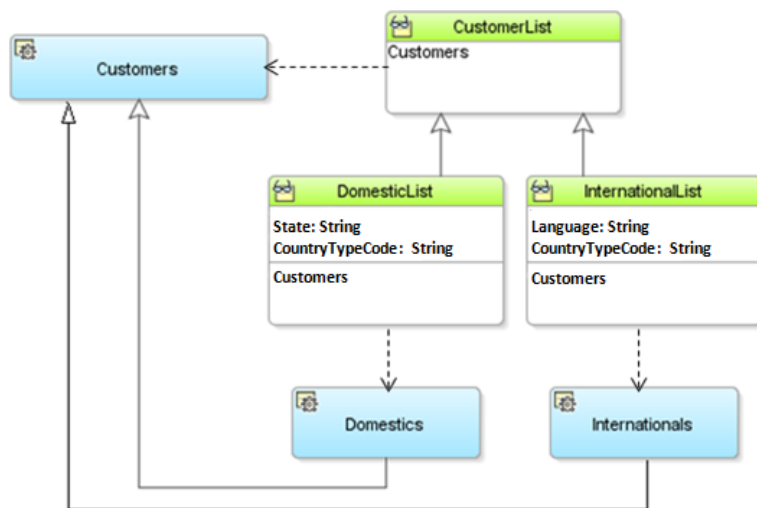 CustomerList
Customers
Customers
DomesticList
State: String
CountryTypeCode: String
Customers
InternationalList
Language: String
CountryTypeCode: String
Customers
Domestics
Internationals